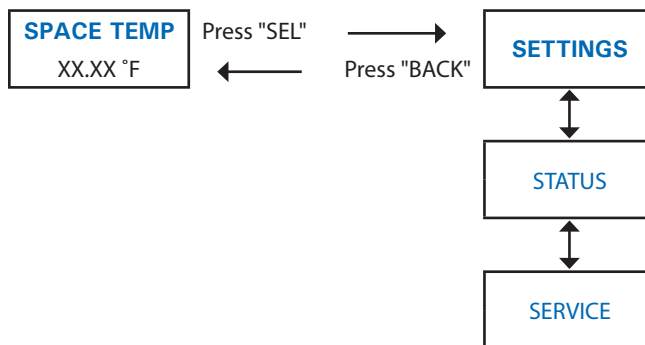 SPACE TEMP
XX.XX ˚F
Press "SEL"
Press "BACK"
SETTINGS
STATUS
SERVICE